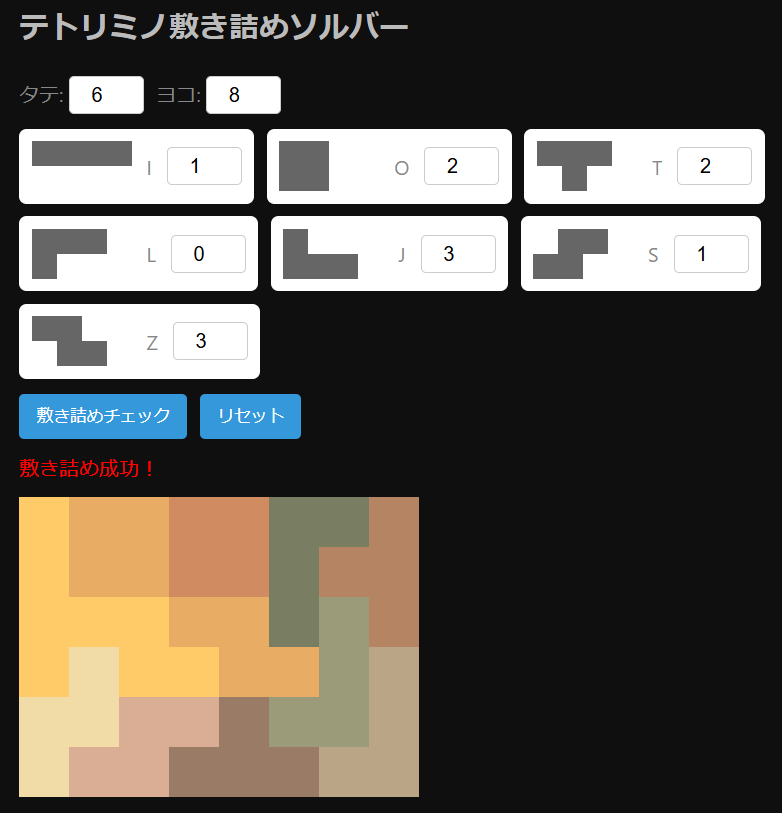 テトリミノ敷き詰めソルバー
タテ: 6 ヨコ: 8
I 1 O 2 T 2
L 0 J 3 S 1
Z 3
敷き詰めチェック リセット
敷き詰め成功！